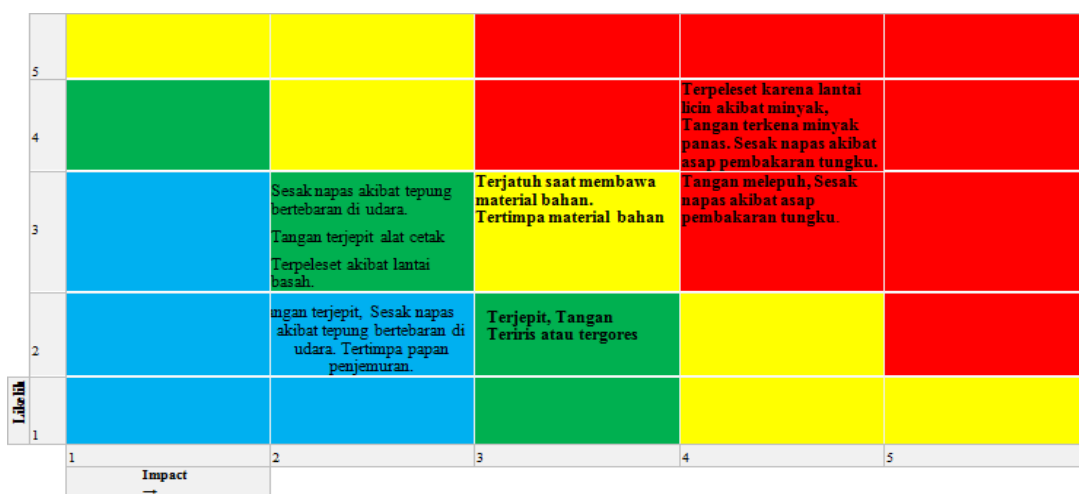 5
4
Terpeleset karena lantai
licin akibat minyak,
Tangan terkena minyak
panas. Sesak napas akibat
asap pembakaran tungku.
3
Sesak napas akibat tepung
bertebaran di udara.
Tangan terjepit alat cetak
Terpeleset akibat lantai
basah.
Terjatuh saat membawa
material bahan.
Tertimpa material bahan
Tangan melepuh, Sesak
napas akibat asap
pembakaran tungku.
2
ngan terjepit, Sesak napas
akibat tepung bertebaran di
udara. Tertimpa papan
penjemuran.
Terjepit, Tangan
Teriris atau tergores
Likelih
1
1 2 3 4 5
Impact
→